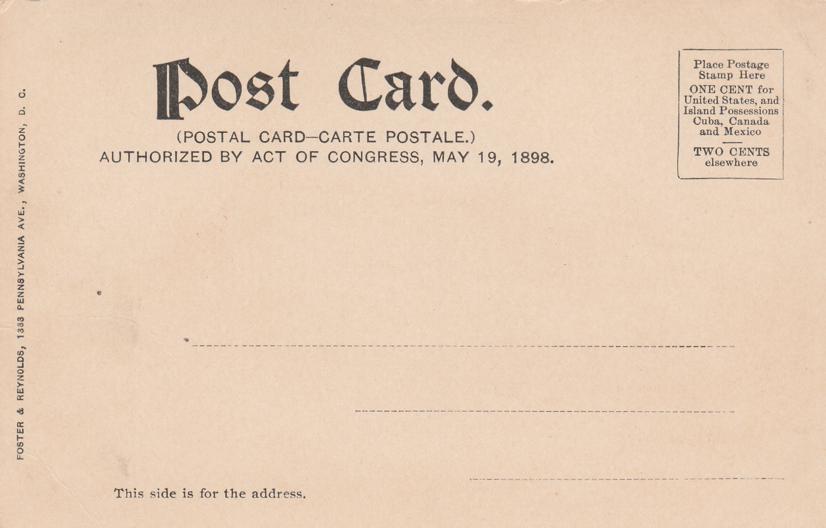 Post Card.
(POSTAL CARD—CARTE POSTALE.)
AUTHORIZED BY ACT OF CONGRESS, MAY 19, 1898.
Place Postage
Stamp Here
ONE CENT for
United States, and
Island Possessions
Cuba, Canada
and Mexico
TWO CENTS
elsewhere
FOSTER & REYNOLDS, 1333 PENNSYLVANIA AVE., WASHINGTON, D. C.
This side is for the address.